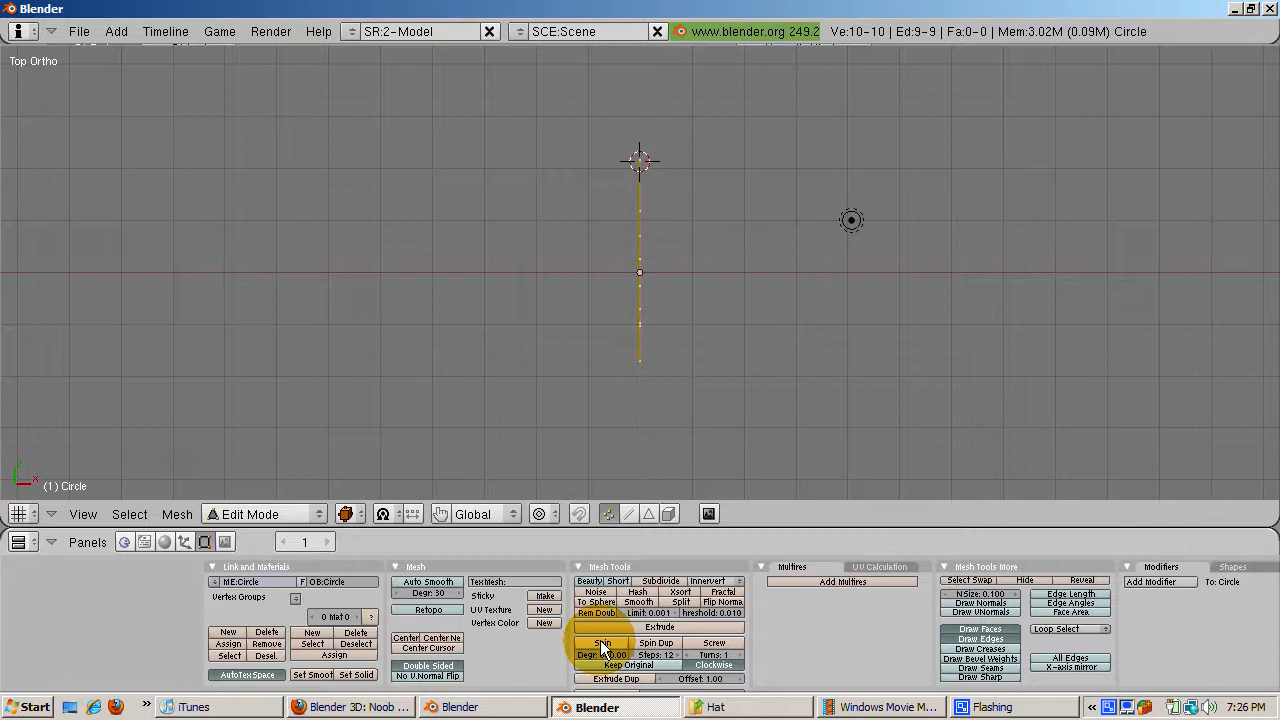 Blender
File Add Timeline Game Render Help SR:2-Model SCE:Scene www.blender.org 249.2 Ve:10-10 | Ed:9-9 | Fa:0-0 | Mem:3.02M (0.09M) Circle
Top Ortho
(1) Circle
View Select Mesh Edit Mode Global
Panels 1
Link and Materials Mesh Mesh Tools Multires UV Calculation Mesh Tools More Modifiers Shapes
ME:Circle F OB:Circle Auto Smooth TexMesh: Beauty Short Subdivide Innervert Add Multires Select Swap Hide Reveal Add Modifier To: Circle
Vertex Groups Degr: 30 Sticky Make Noise Hash Xsort Fractal NSize: 0.100 Edge Length
To Sphere Smooth Split Flip Norma Draw Normals Edge Angles
0 Mat 0 ? Retopo UV Texture New Rem Doub Limit: 0.001 hreshold: 0.010 Draw VNormals Face Area
Vertex Color New Extrude Draw Faces Loop Select
New Delete New Delete Center Center Ne Draw Edges
Assign Remove Select Deselect Center Cursor Spin Spin Dup Screw Draw Creases
Select Desel. Assign Steps: 12 Turns: 1 Draw Bevel Weights All Edges
Double Sided Keep Original Clockwise Draw Seams X-axis mirror
AutoTexSpace Set Smoot Set Solid No V.Normal Flip Extrude Dup Offset: 1.00 Draw Sharp
Start iTunes Blender 3D: Noob ... Blender Blender Hat Windows Movie M... Flashing 7:26 PM